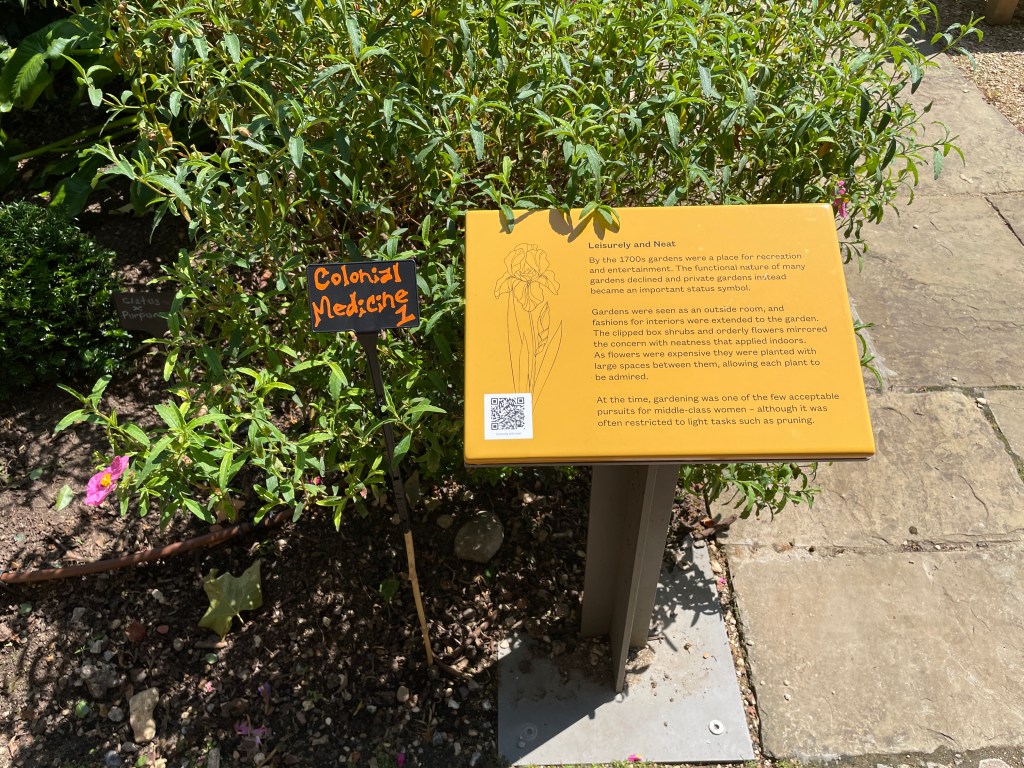 Leisurely and Neat
By the 1700s gardens were a place for recreation
and entertainment. The functional nature of many
gardens declined and private gardens instead
became an important status symbol.
Gardens were seen as an outside room, and
fashions for interiors were extended to the garden.
The clipped box shrubs and orderly flowers mirrored
the concern with neatness that applied indoors.
As flowers were expensive they were planted with
large spaces between them, allowing each plant to
be admired.
At the time, gardening was one of the few acceptable
pursuits for middle-class women – although it was
often restricted to light tasks such as pruning.
Colonial
Medicine
1
Cistus
Purpureus